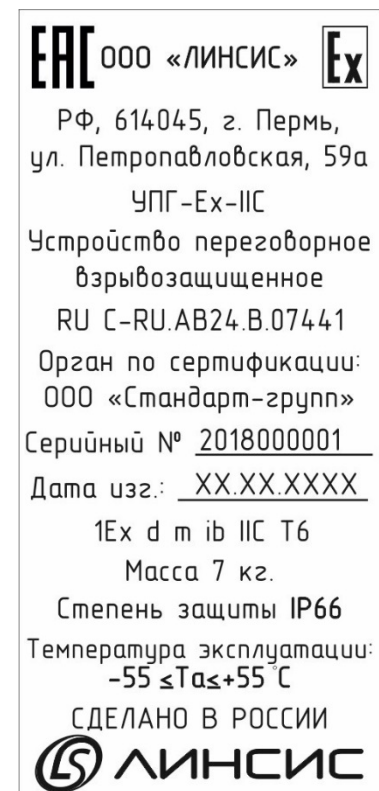 ЕАС ООО «ЛИНСИС» Ex
РФ, 614045, г. Пермь,
ул. Петропавловская, 59а
УПГ-Ex-IIC
Устройство переговорное
взрывозащищенное
RU C-RU.АВ24.В.07441
Орган по сертификации:
ООО «Стандарт-групп»
Серийный № 2018000001
Дата изг.: XX.XX.XXXX
1Ex d m ib IIC T6
Масса 7 кг.
Степень защиты IP66
Температура эксплуатации:
-55 ≤Ta≤+55 °C
СДЕЛАНО В РОССИИ
LS ЛИНСИС